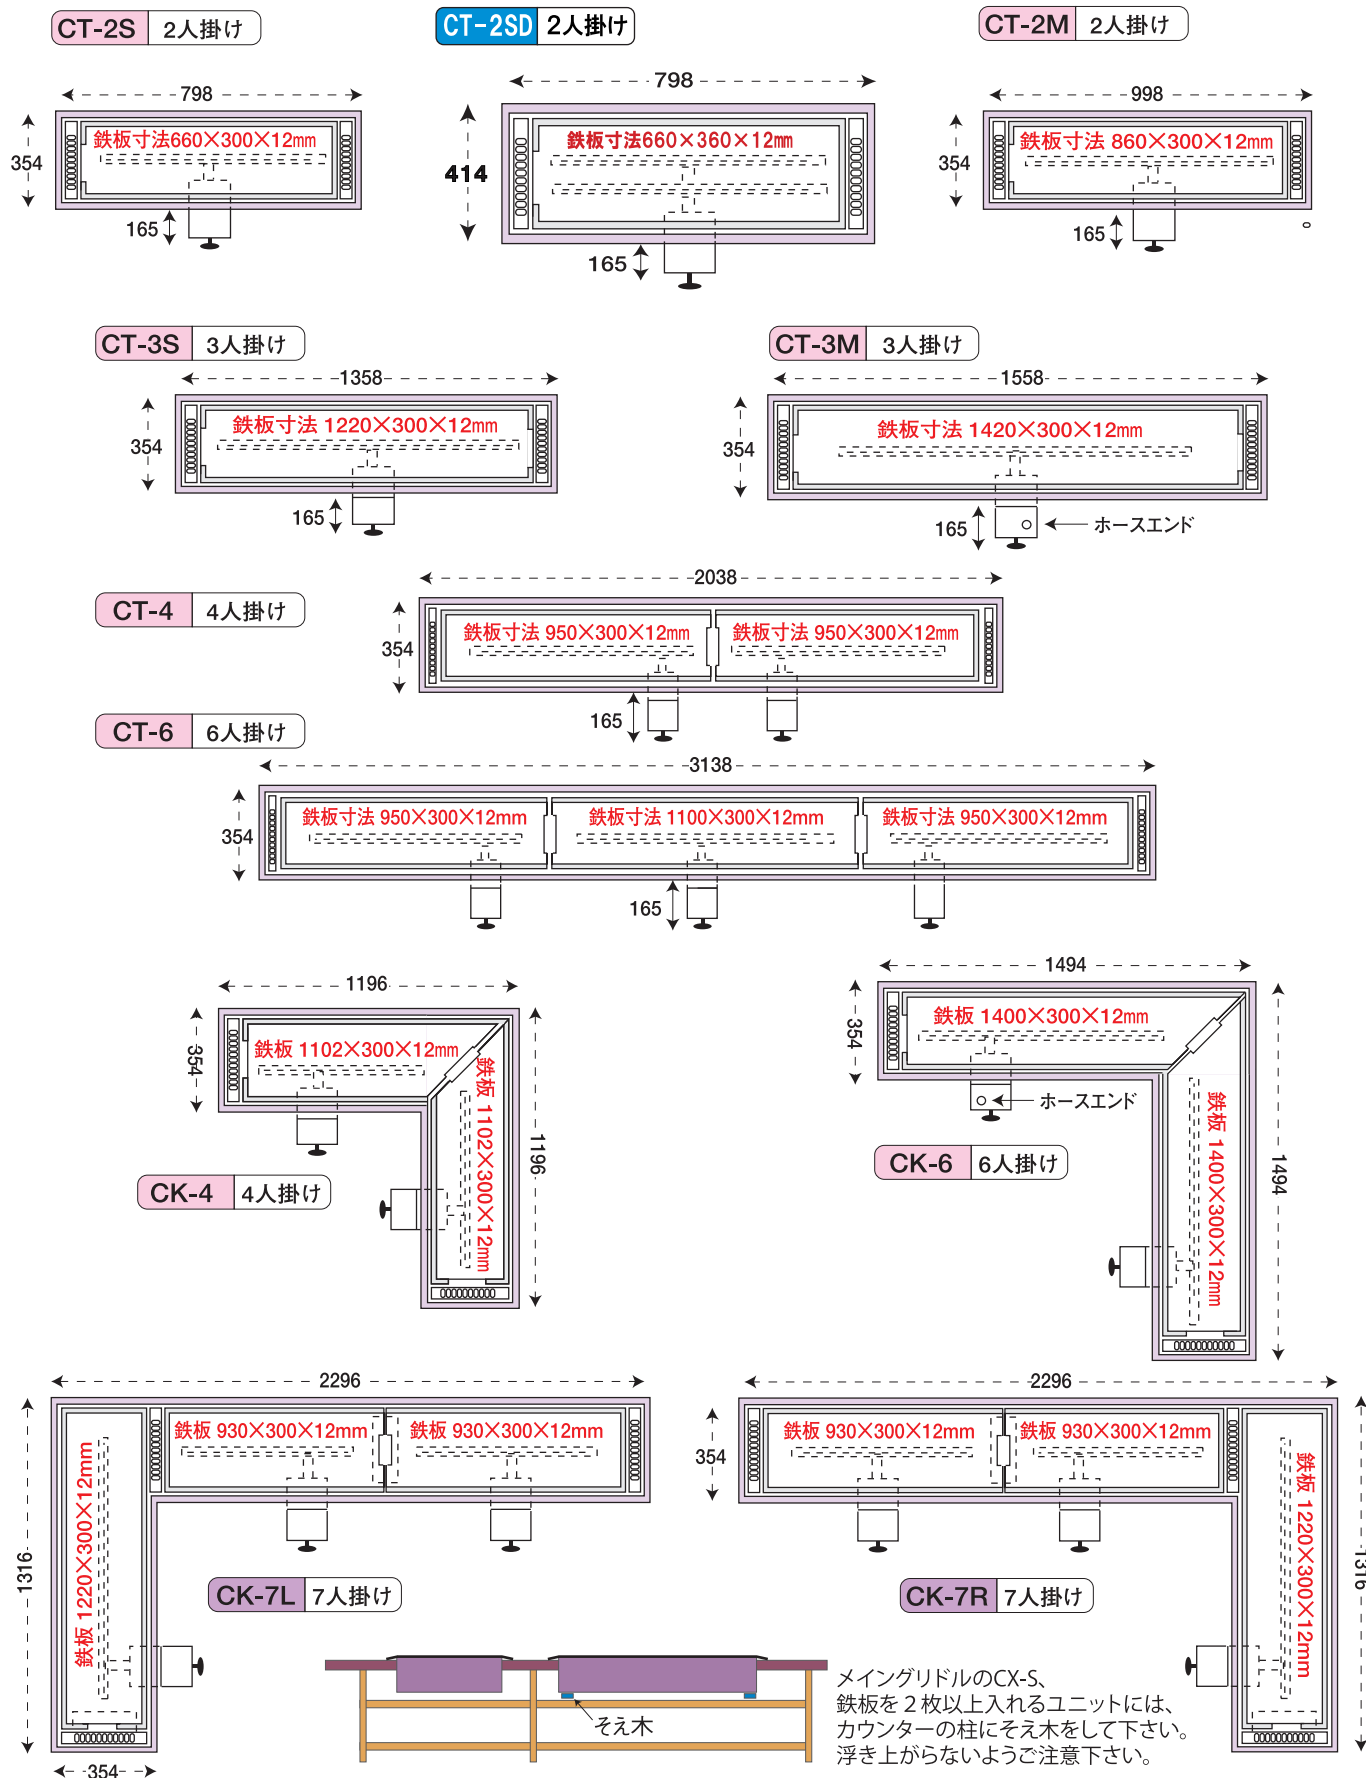 CT-2S 2人掛け
CT-2SD 2人掛け
CT-2M 2人掛け
798
鉄板寸法660×300×12mm
354
165
798
鉄板寸法660×360×12mm
414
165
998
鉄板寸法 860×300×12mm
354
165
CT-3S 3人掛け
CT-3M 3人掛け
1358
鉄板寸法 1220×300×12mm
354
165
1558
鉄板寸法 1420×300×12mm
354
165
ホースエンド
CT-4 4人掛け
2038
鉄板寸法 950×300×12mm
鉄板寸法 950×300×12mm
354
165
CT-6 6人掛け
3138
鉄板寸法 950×300×12mm
鉄板寸法 1100×300×12mm
鉄板寸法 950×300×12mm
354
165
1196
354
鉄板 1102×300×12mm
鉄板 1102×300×12mm
1196
CK-4 4人掛け
1494
354
鉄板 1400×300×12mm
ホースエンド
鉄板 1400×300×12mm
1494
CK-6 6人掛け
2296
鉄板 930×300×12mm
鉄板 930×300×12mm
鉄板 1220×300×12mm
1316
354
CK-7L 7人掛け
2296
鉄板 930×300×12mm
鉄板 930×300×12mm
354
鉄板 1220×300×12mm
1316
CK-7R 7人掛け
そえ木
メイングリドルのCX-S、
鉄板を2枚以上入れるユニットには、
カウンターの柱にそえ木をして下さい。
浮き上がらないようご注意下さい。